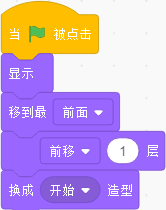 当 被点击
显示
移到最 前面
前移 1 层
换成 开始 造型